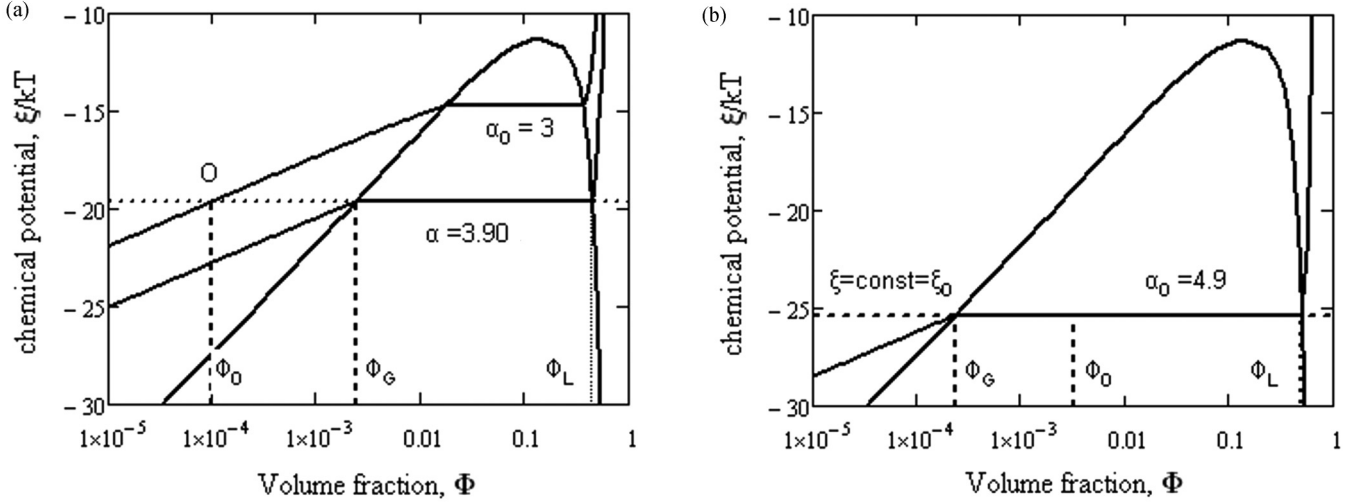 (a)
chemical potential, ξ/kT
− 10
− 15
− 20
− 25
− 30
O
α₀ = 3
α =3.90
Φ₀
Φ_G
Φ_L
1×10⁻⁵
1×10⁻⁴
1×10⁻³
0.01
0.1
1
Volume fraction, Φ
(b)
chemical potential, ξ/kT
− 10
− 15
− 20
− 25
− 30
ξ=const=ξ₀
α₀ =4.9
Φ_G
Φ₀
Φ_L
1×10⁻⁵
1×10⁻⁴
1×10⁻³
0.01
0.1
1
Volume fraction, Φ